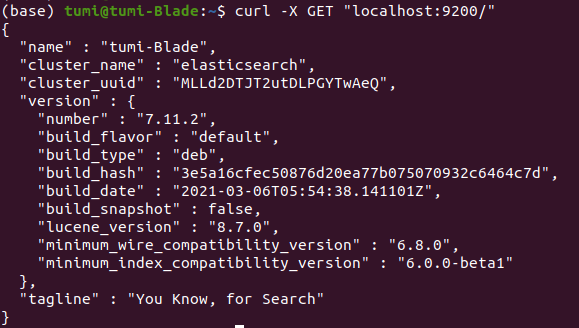 (base) tumi@tumi-Blade:~$ curl -X GET "localhost:9200/"
{
  "name" : "tumi-Blade",
  "cluster_name" : "elasticsearch",
  "cluster_uuid" : "MLLd2DTJT2utDLPGYTwAeQ",
  "version" : {
    "number" : "7.11.2",
    "build_flavor" : "default",
    "build_type" : "deb",
    "build_hash" : "3e5a16cfec50876d20ea77b075070932c6464c7d",
    "build_date" : "2021-03-06T05:54:38.141101Z",
    "build_snapshot" : false,
    "lucene_version" : "8.7.0",
    "minimum_wire_compatibility_version" : "6.8.0",
    "minimum_index_compatibility_version" : "6.0.0-beta1"
  },
  "tagline" : "You Know, for Search"
}